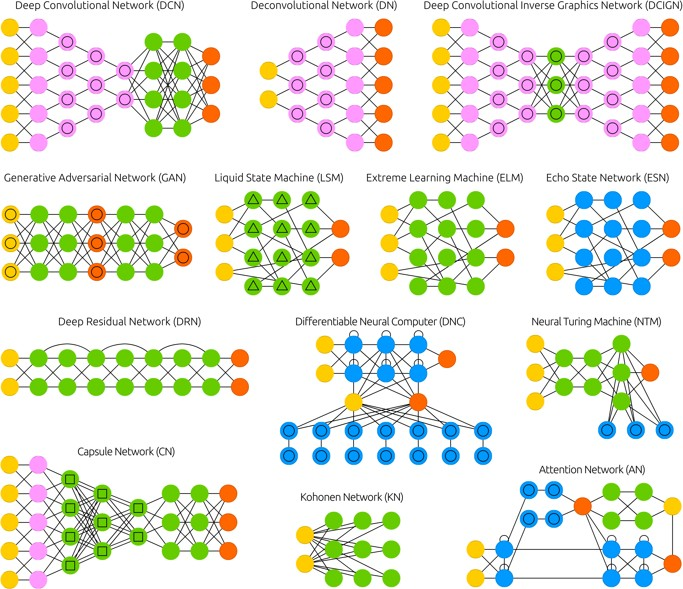 Deep Convolutional Network (DCN)
Deconvolutional Network (DN)
Deep Convolutional Inverse Graphics Network (DCIGN)
Generative Adversarial Network (GAN)
Liquid State Machine (LSM)
Extreme Learning Machine (ELM)
Echo State Network (ESN)
Deep Residual Network (DRN)
Differentiable Neural Computer (DNC)
Neural Turing Machine (NTM)
Capsule Network (CN)
Kohonen Network (KN)
Attention Network (AN)